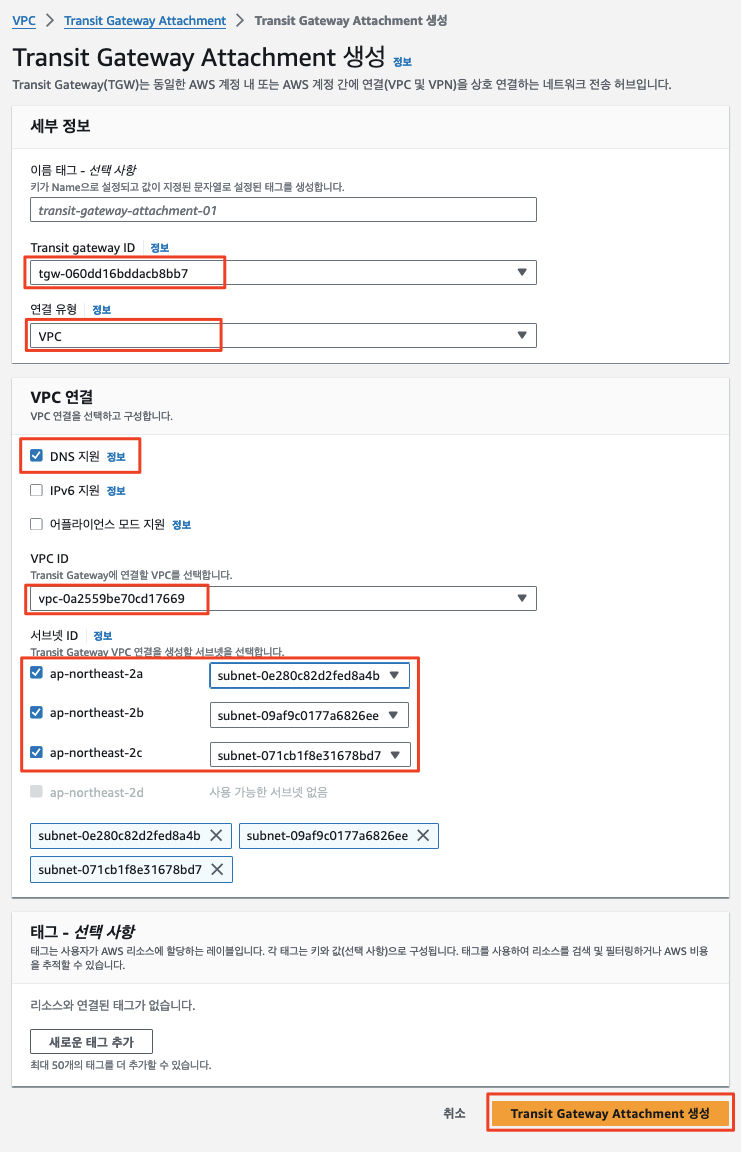 VPC > Transit Gateway Attachment > Transit Gateway Attachment 생성
Transit Gateway Attachment 생성 정보
Transit Gateway(TGW)는 동일한 AWS 계정 내 또는 AWS 계정 간에 연결(VPC 및 VPN)을 상호 연결하는 네트워크 전송 허브입니다.
세부 정보
이름 태그 - 선택 사항
키가 Name으로 설정되고 값이 지정된 문자열로 설정된 태그를 생성합니다.
transit-gateway-attachment-01
Transit gateway ID 정보
tgw-060dd16bddacb8bb7
연결 유형 정보
VPC
VPC 연결
VPC 연결을 선택하고 구성합니다.
DNS 지원 정보
IPv6 지원 정보
어플라이언스 모드 지원 정보
VPC ID
Transit Gateway에 연결할 VPC를 선택합니다.
vpc-0a2559be70cd17669
서브넷 ID 정보
Transit Gateway VPC 연결을 생성할 서브넷을 선택합니다.
ap-northeast-2a subnet-0e280c82d2fed8a4b
ap-northeast-2b subnet-09af9c0177a6826ee
ap-northeast-2c subnet-071cb1f8e31678bd7
ap-northeast-2d 사용 가능한 서브넷 없음
subnet-0e280c82d2fed8a4b subnet-09af9c0177a6826ee
subnet-071cb1f8e31678bd7
태그 - 선택 사항
태그는 사용자가 AWS 리소스에 할당하는 레이블입니다. 각 태그는 키와 값(선택 사항)으로 구성됩니다. 태그를 사용하여 리소스를 검색 및 필터링하거나 AWS 비용
을 추적할 수 있습니다.
리소스와 연결된 태그가 없습니다.
새로운 태그 추가
최대 50개의 태그를 더 추가할 수 있습니다.
취소 Transit Gateway Attachment 생성